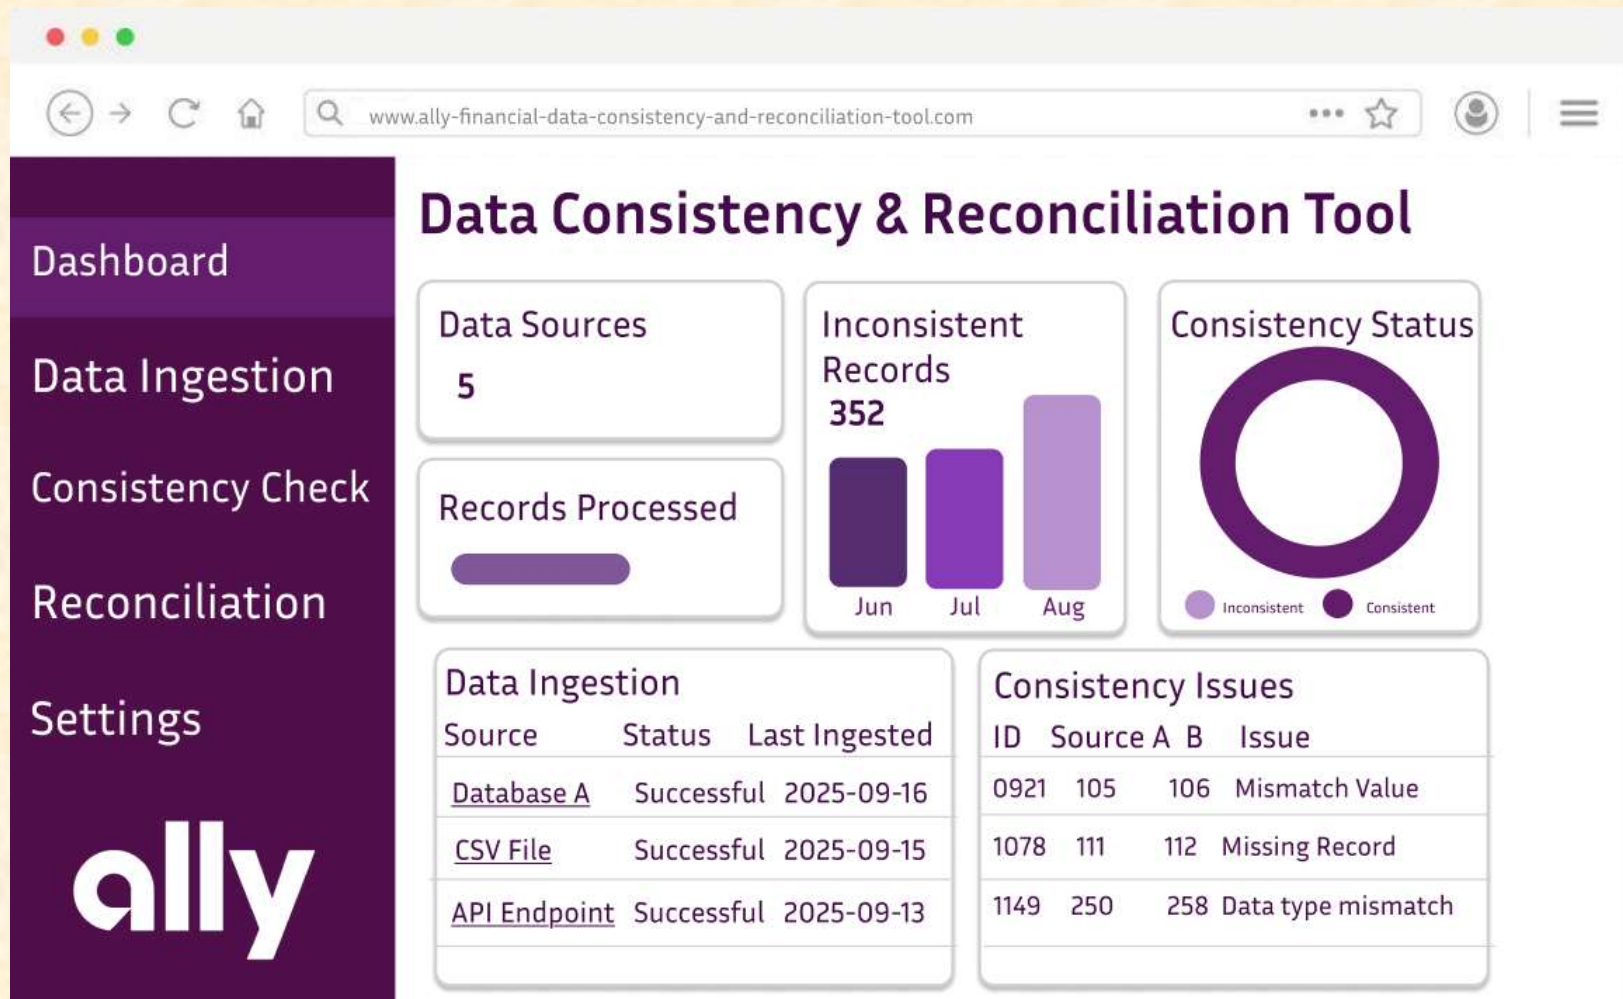 www.ally-financial-data-consistency-and-reconciliation-tool.com
Dashboard
Data Ingestion
Consistency Check
Reconciliation
Settings
ally
Data Consistency & Reconciliation Tool
Data Sources
5
Records Processed
Inconsistent
Records
352
Jun Jul Aug
Consistency Status
Inconsistent Consistent
Data Ingestion
Source Status Last Ingested
Database A Successful 2025-09-16
CSV File Successful 2025-09-15
API Endpoint Successful 2025-09-13
Consistency Issues
ID Source A B Issue
0921 105 106 Mismatch Value
1078 111 112 Missing Record
1149 250 258 Data type mismatch